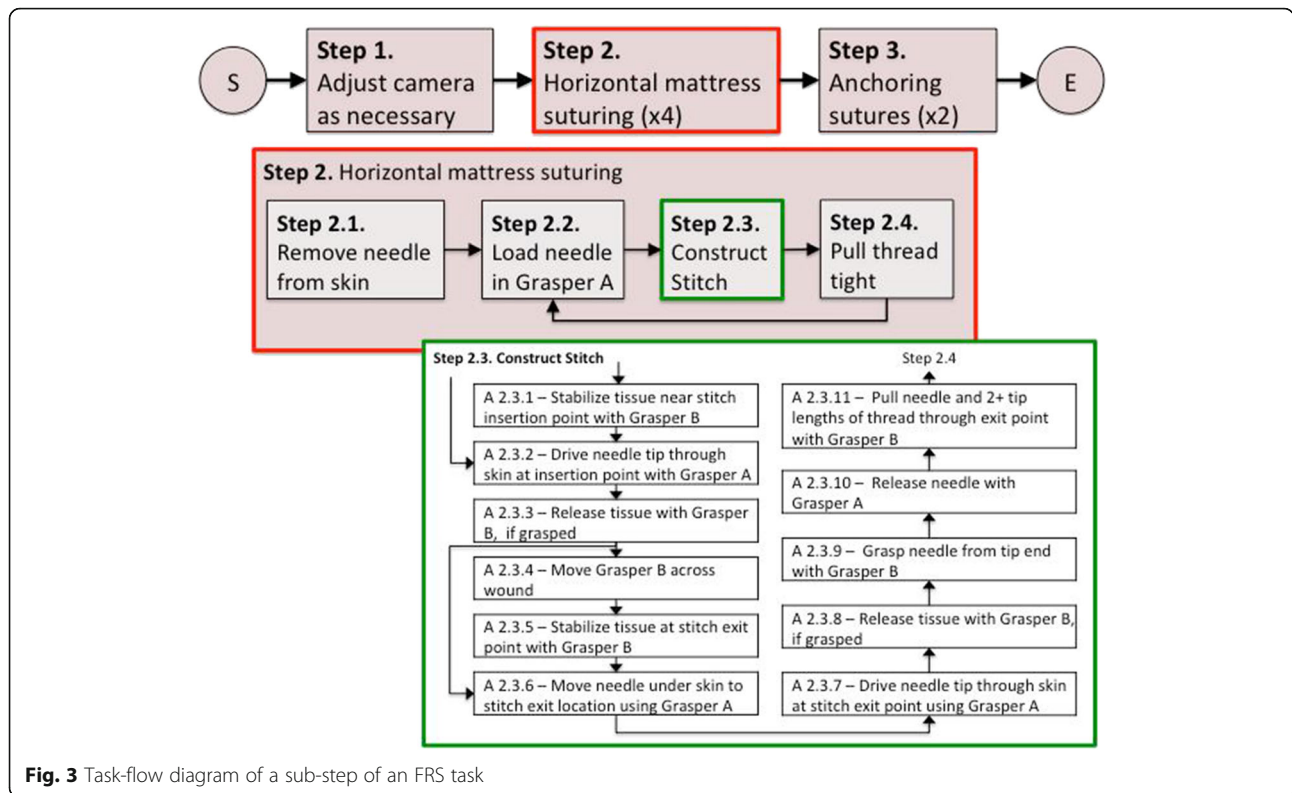 S
Step 1.
Adjust camera
as necessary
Step 2.
Horizontal mattress
suturing (x4)
Step 3.
Anchoring
sutures (x2)
E
Step 2. Horizontal mattress suturing
Step 2.1.
Remove needle
from skin
Step 2.2.
Load needle
in Grasper A
Step 2.3.
Construct
Stitch
Step 2.4.
Pull thread
tight
Step 2.3. Construct Stitch
A 2.3.1 – Stabilize tissue near stitch
insertion point with Grasper B
A 2.3.2 – Drive needle tip through
skin at insertion point with Grasper A
A 2.3.3 – Release tissue with Grasper
B, if grasped
A 2.3.4 – Move Grasper B across
wound
A 2.3.5 – Stabilize tissue at stitch exit
point with Grasper B
A 2.3.6 – Move needle under skin to
stitch exit location using Grasper A
Step 2.4
A 2.3.11 – Pull needle and 2+ tip
lengths of thread through exit point
with Grasper B
A 2.3.10 – Release needle with
Grasper A
A 2.3.9 – Grasp needle from tip end
with Grasper B
A 2.3.8 – Release tissue with Grasper B,
if grasped
A 2.3.7 – Drive needle tip through skin
at stitch exit point using Grasper A
Fig. 3 Task-flow diagram of a sub-step of an FRS task